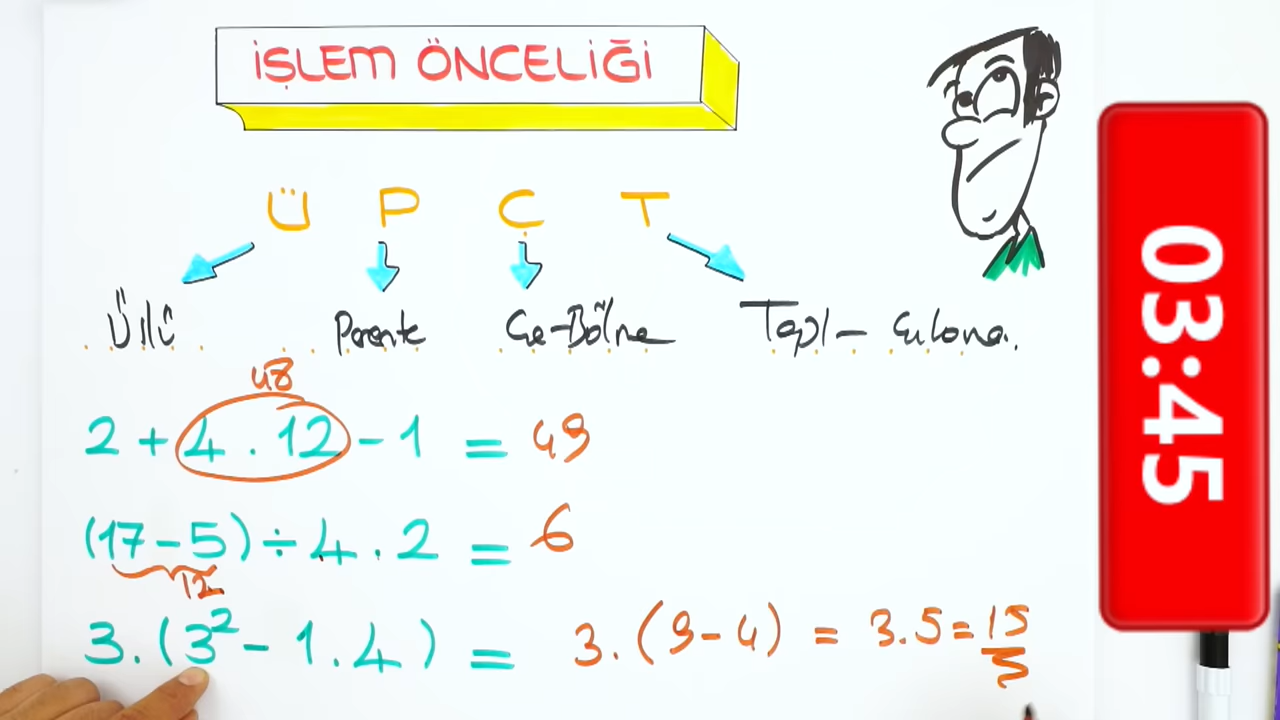 İŞLEM ÖNCELİĞİ
Ü P Ç T
Üslü Parantez Çarpma-Bölme Topl - Çıkarma.
48
2 + 4 . 12 - 1 = 49
(17 - 5) ÷ 4 . 2 = 6
12
3 . (3² - 1 . 4) = 3 . (9 - 4) = 3 . 5 = 15
03:45